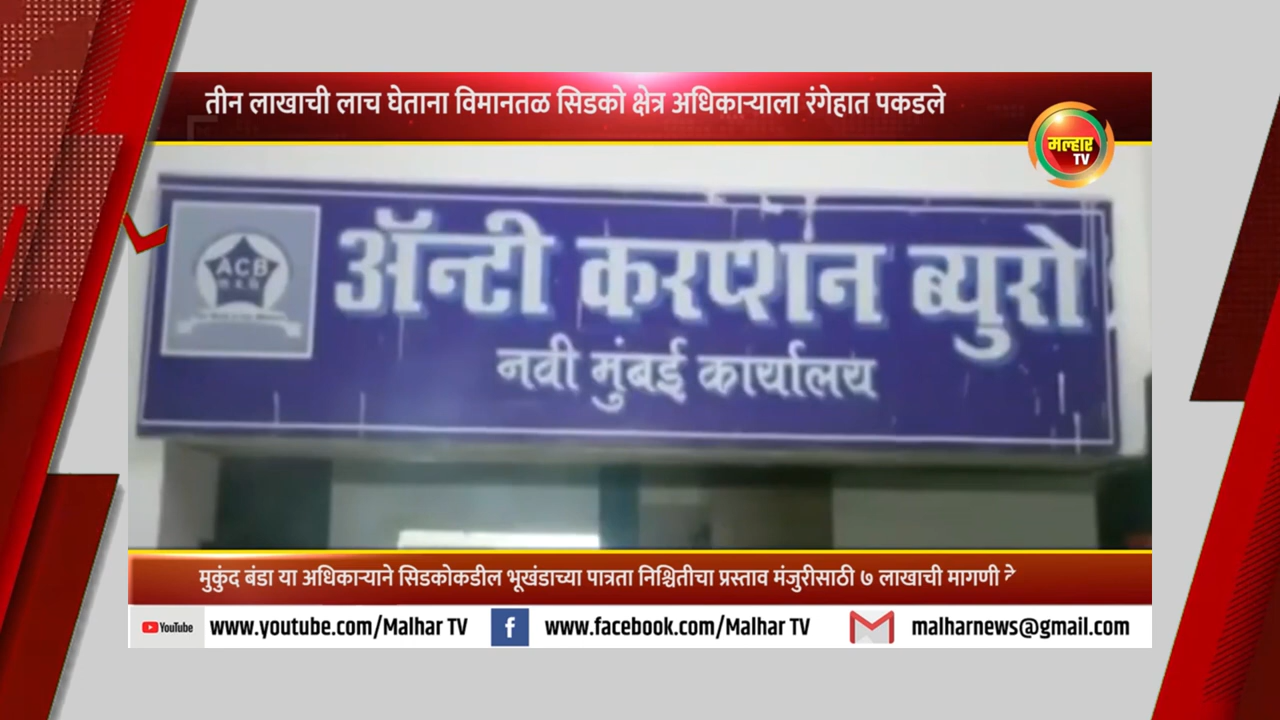 तीन लाखाची लाच घेताना विमानतळ सिडको क्षेत्र अधिकाऱ्याला रंगेहात पकडले
मल्हार
TV
ACB
अ‍ॅन्टी करप्शन ब्युरो
नवी मुंबई कार्यालय
मुकुंद बंडा या अधिकाऱ्याने सिडकोकडील भूखंडाच्या पात्रता निश्चितीचा प्रस्ताव मंजुरीसाठी ७ लाखाची मागणी
YouTube www.youtube.com/Malhar TV f www.facebook.com/Malhar TV malharnews@gmail.com